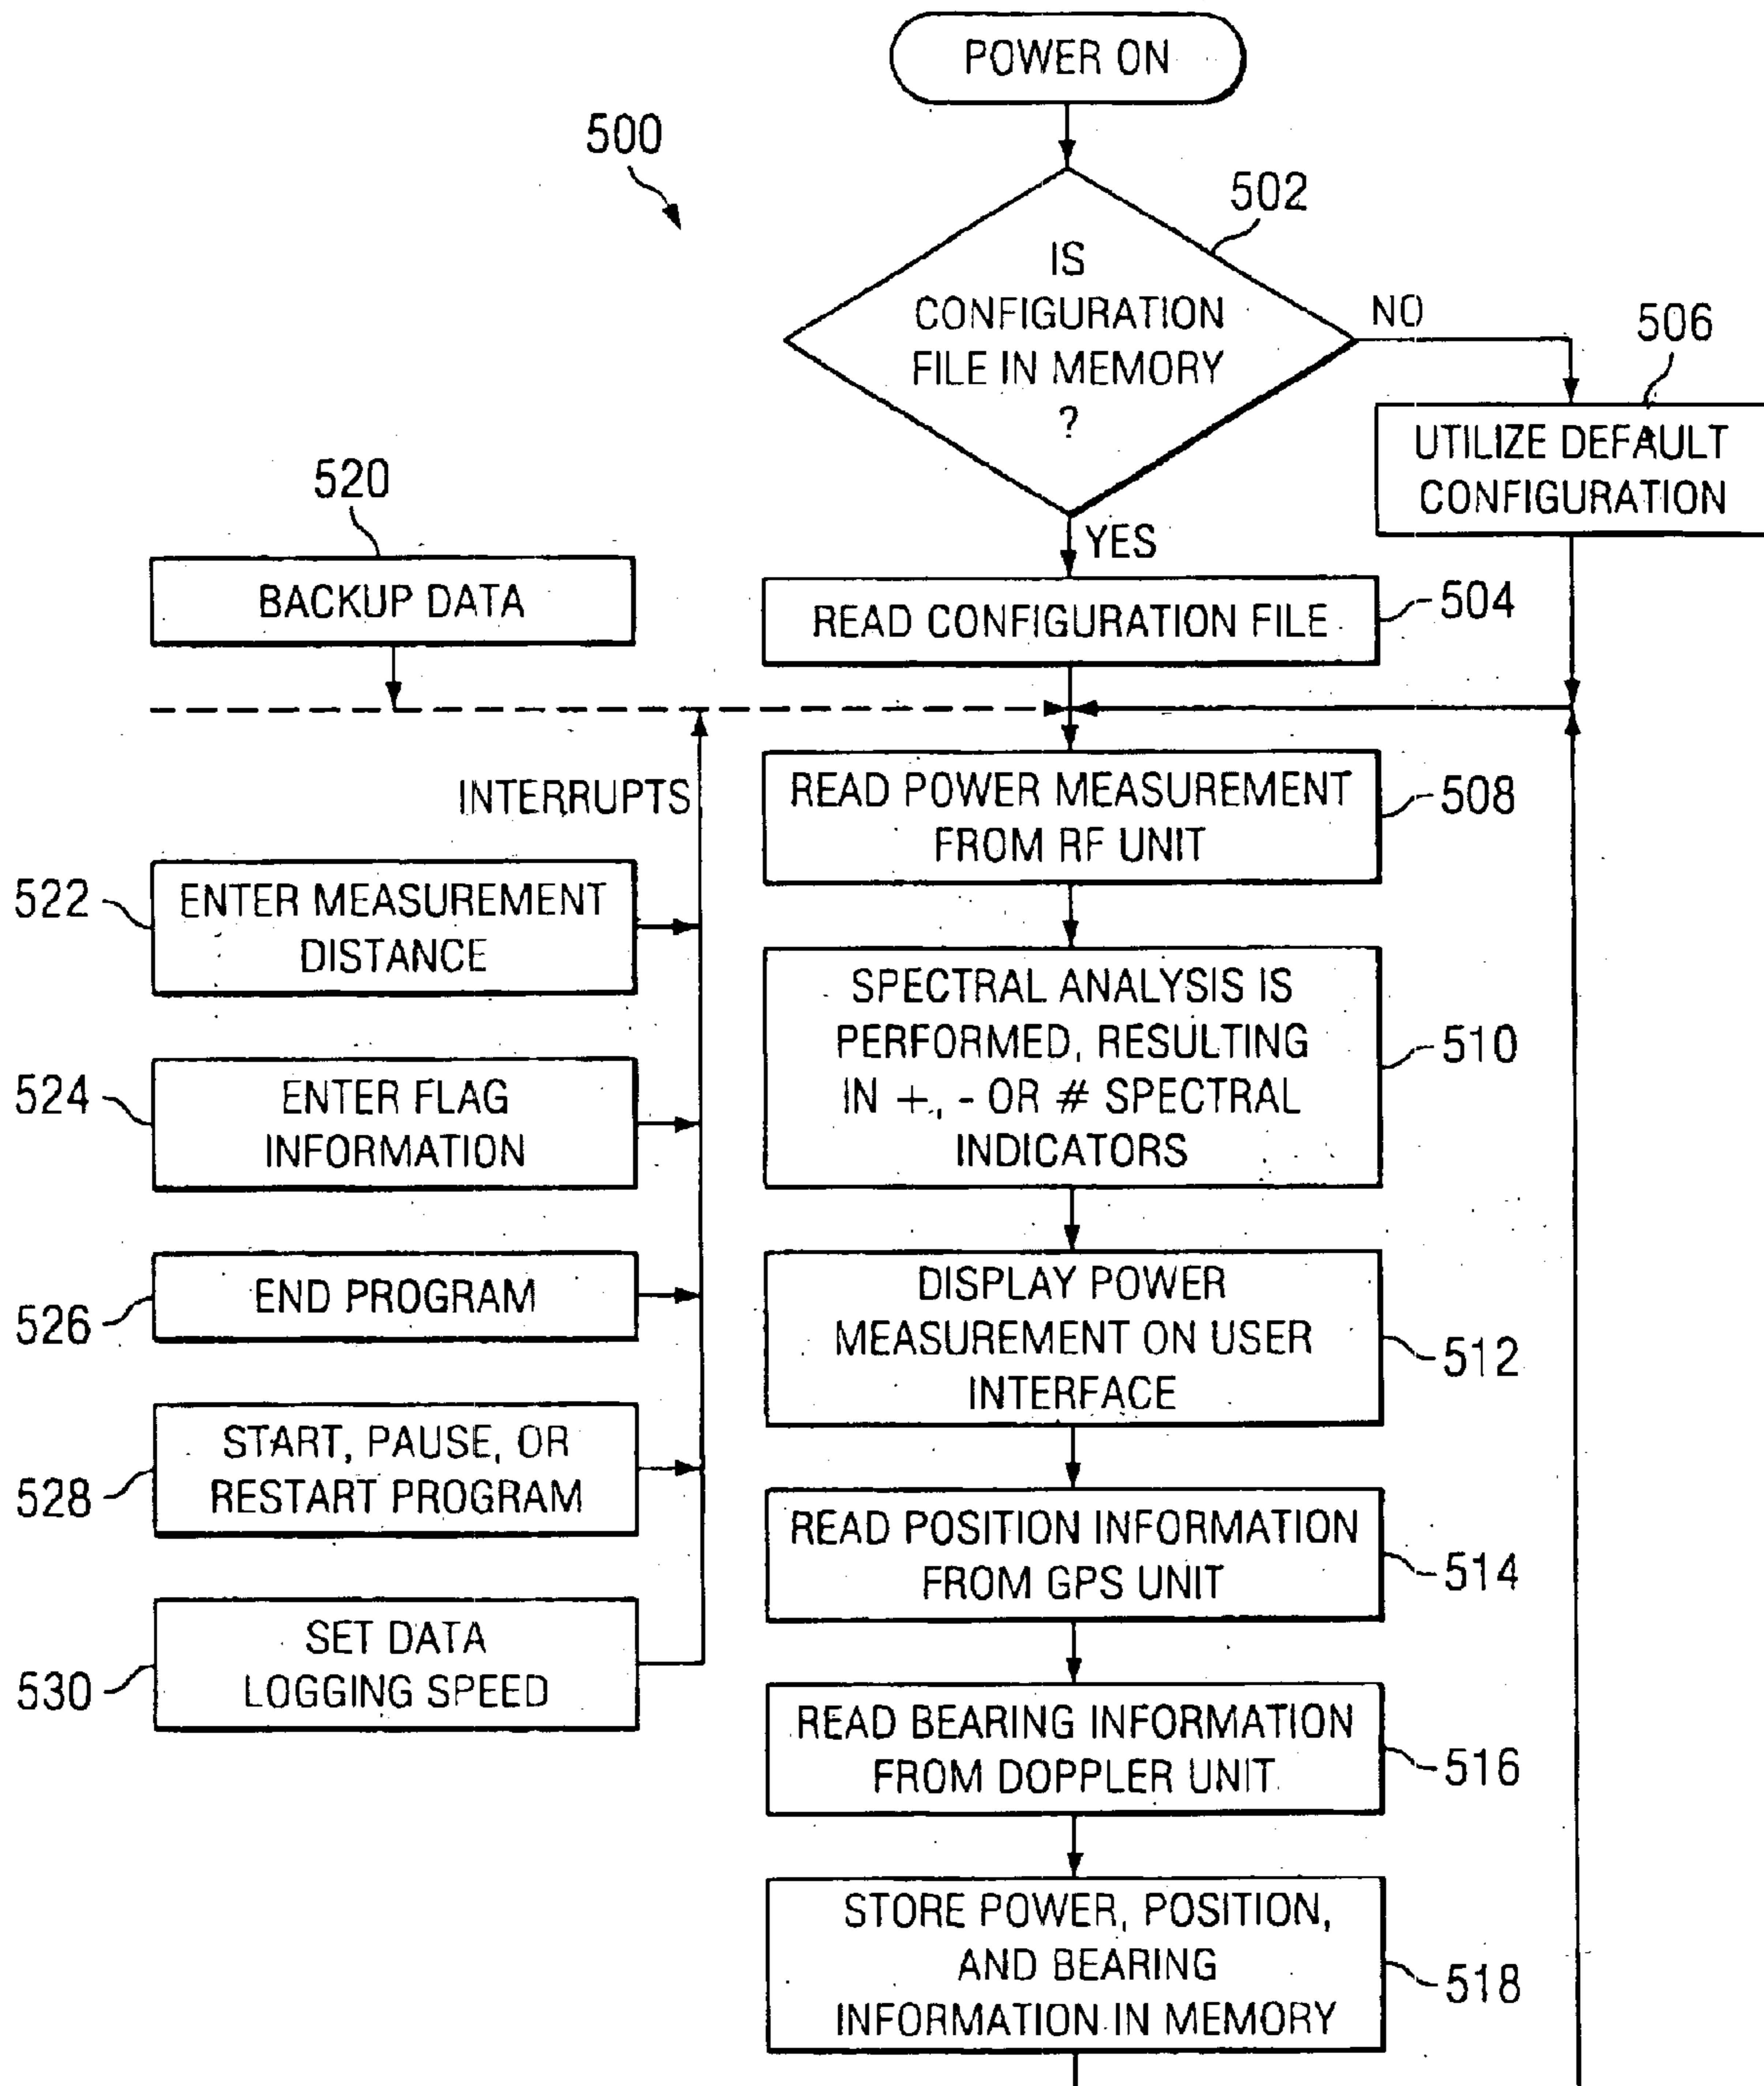 POWER ON
500
502
IS
CONFIGURATION
FILE IN MEMORY
?
NO
506
UTILIZE DEFAULT
CONFIGURATION
520
YES
BACKUP DATA
READ CONFIGURATION FILE
504
INTERRUPTS
READ POWER MEASUREMENT
FROM RF UNIT
508
522
ENTER MEASUREMENT
DISTANCE
SPECTRAL ANALYSIS IS
PERFORMED, RESULTING
IN +, - OR # SPECTRAL
INDICATORS
510
524
ENTER FLAG
INFORMATION
526
END PROGRAM
DISPLAY POWER
MEASUREMENT ON USER
INTERFACE
512
528
START, PAUSE, OR
RESTART PROGRAM
READ POSITION INFORMATION
FROM GPS UNIT
514
530
SET DATA
LOGGING SPEED
READ BEARING INFORMATION
FROM DOPPLER UNIT
516
STORE POWER, POSITION,
AND BEARING
INFORMATION IN MEMORY
518